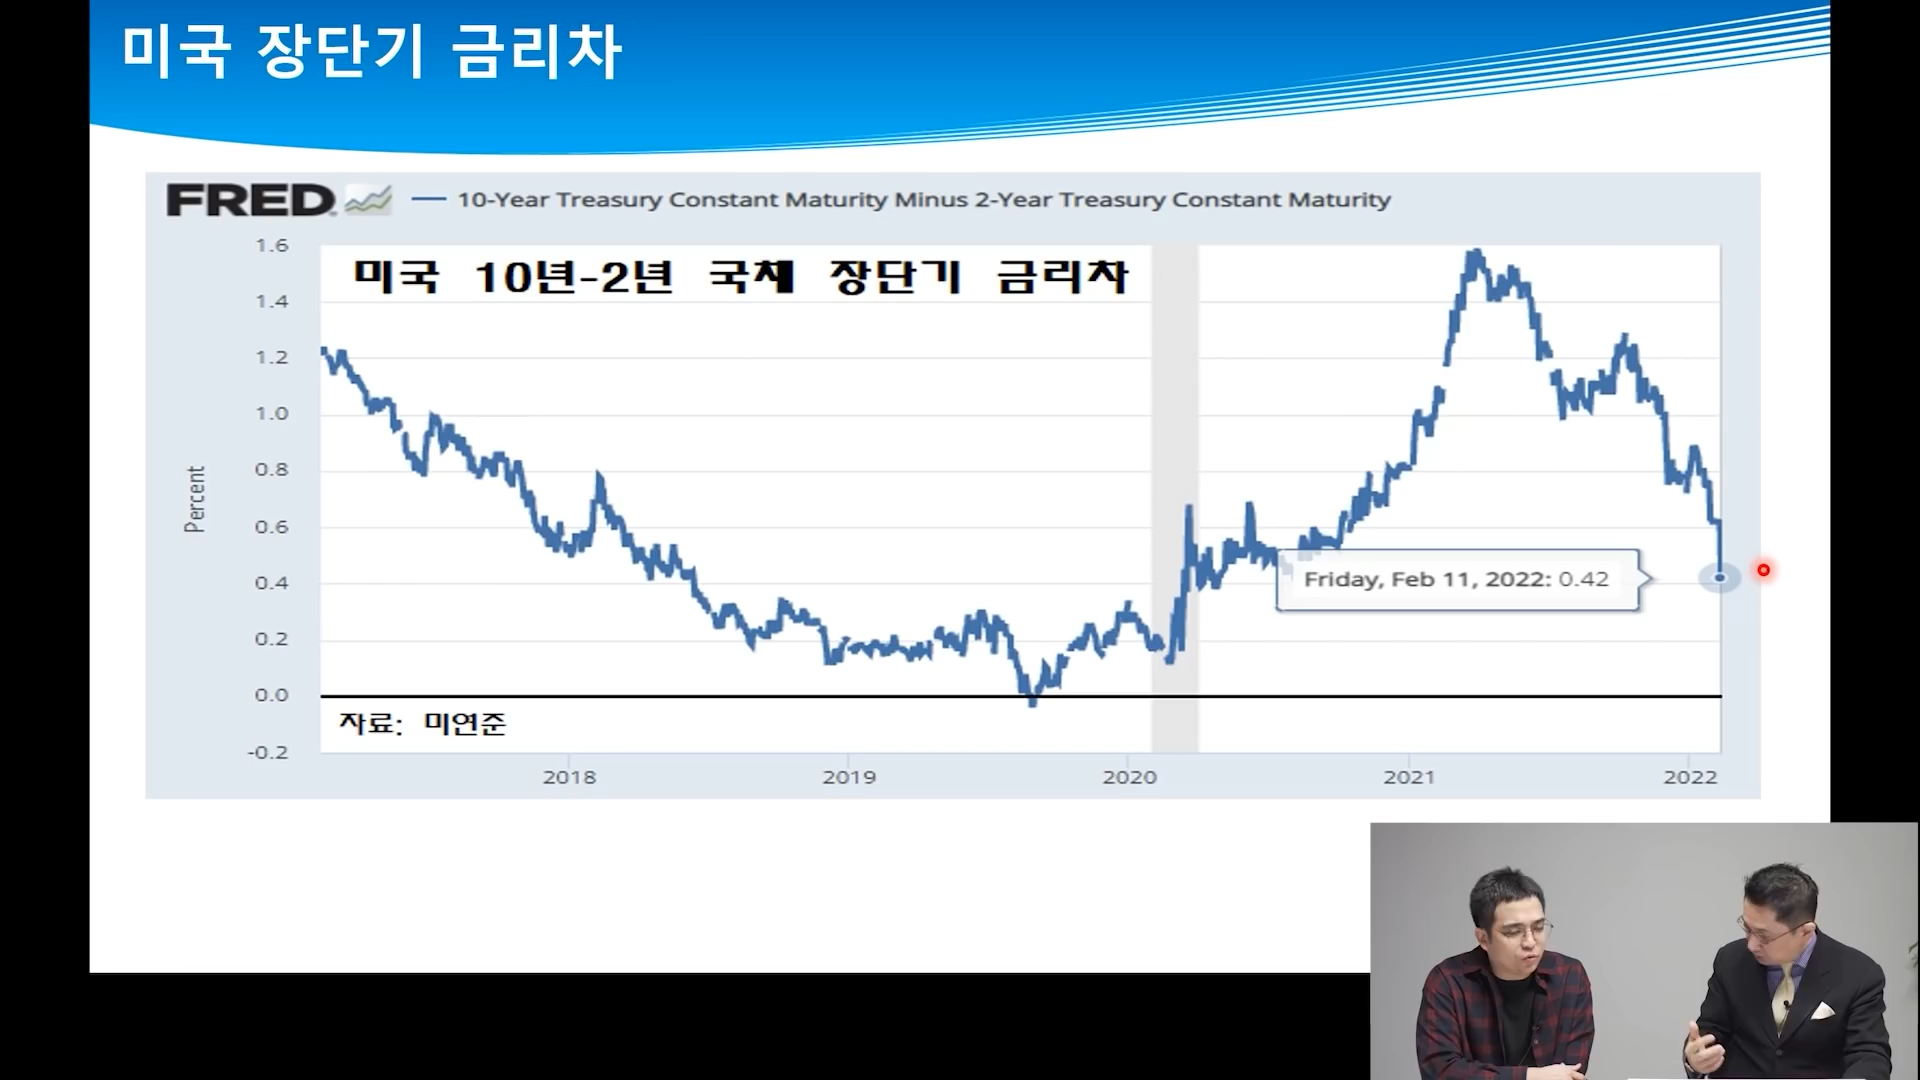 미국 장단기 금리차
FRED 10-Year Treasury Constant Maturity Minus 2-Year Treasury Constant Maturity
미국 10년-2년 국채 장단기 금리차
1.6
1.4
1.2
1.0
0.8
0.6
0.4
0.2
0.0
-0.2
Percent
Friday, Feb 11, 2022: 0.42
자료: 미연준
2018 2019 2020 2021 2022